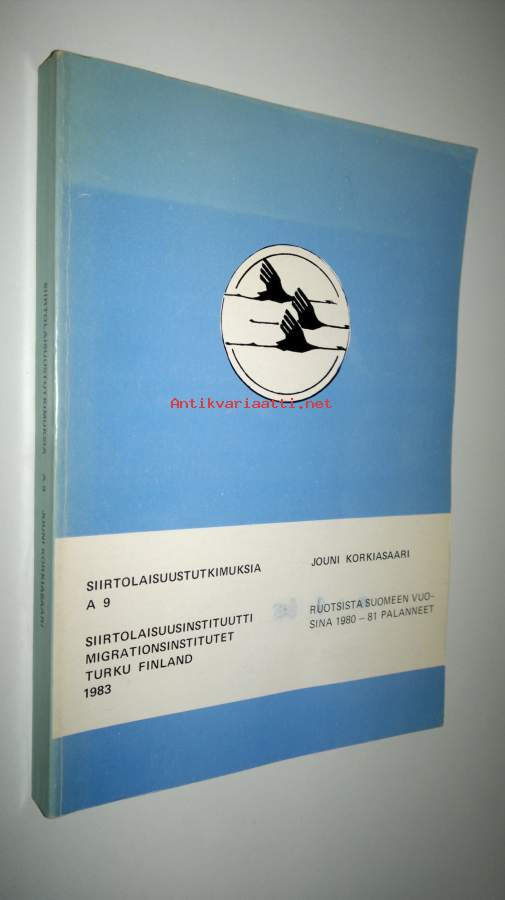 SIIRTOLAISUUSTUTKIMUKSIA A 9 JOUNI KORKIASAARI
Antikvariaatti.net
SIIRTOLAISUUSTUTKIMUKSIA
A 9
SIIRTOLAISUUSINSTITUUTTI
MIGRATIONSINSTITUTET
TURKU FINLAND
1983
JOUNI KORKIASAARI
RUOTSISTA SUOMEEN VUO-
SINA 1980 – 81 PALANNEET